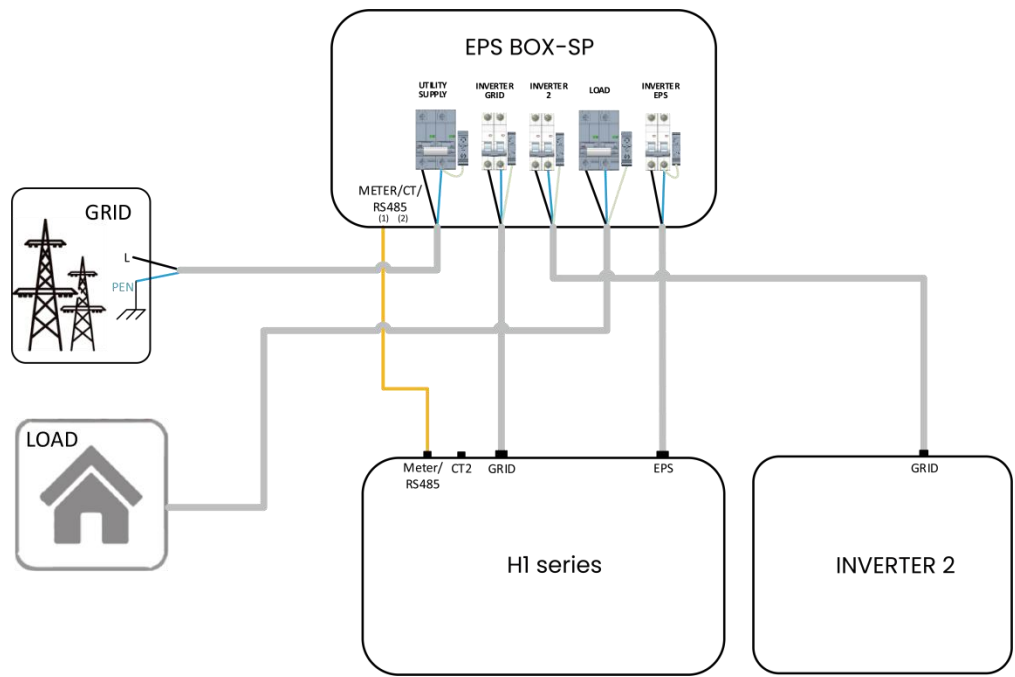 EPS BOX-SP
UTILITY
SUPPLY
INVERTER
GRID
INVERTER
2
LOAD
INVERTER
EPS
METER/CT/
RS485
(1) (2)
GRID
L
PEN
LOAD
Meter/
RS485
CT2
GRID
EPS
GRID
H1 series
INVERTER 2